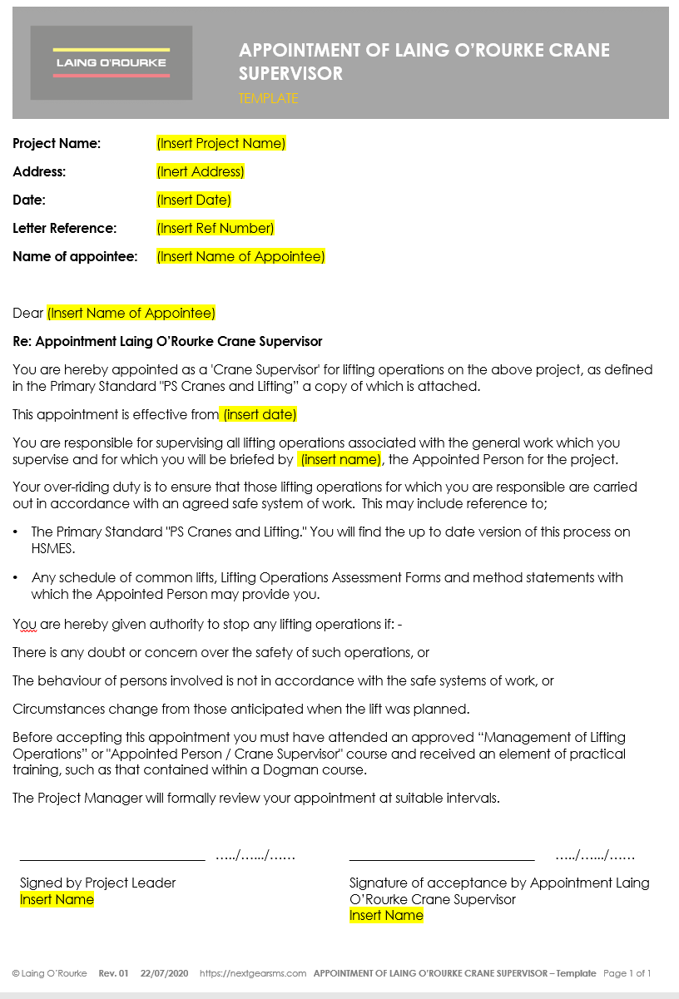 LAING O'ROURKE
APPOINTMENT OF LAING O’ROURKE CRANE
SUPERVISOR
TEMPLATE
Project Name: (Insert Project Name)
Address: (Inert Address)
Date: (Insert Date)
Letter Reference: (Insert Ref Number)
Name of appointee: (Insert Name of Appointee)
Dear (Insert Name of Appointee)
Re: Appointment Laing O’Rourke Crane Supervisor
You are hereby appointed as a 'Crane Supervisor' for lifting operations on the above project, as defined
in the Primary Standard "PS Cranes and Lifting” a copy of which is attached.
This appointment is effective from (insert date)
You are responsible for supervising all lifting operations associated with the general work which you
supervise and for which you will be briefed by (insert name), the Appointed Person for the project.
Your over-riding duty is to ensure that those lifting operations for which you are responsible are carried
out in accordance with an agreed safe system of work. This may include reference to;
• The Primary Standard "PS Cranes and Lifting." You will find the up to date version of this process on
HSMES.
• Any schedule of common lifts, Lifting Operations Assessment Forms and method statements with
which the Appointed Person may provide you.
You are hereby given authority to stop any lifting operations if: -
There is any doubt or concern over the safety of such operations, or
The behaviour of persons involved is not in accordance with the safe systems of work, or
Circumstances change from those anticipated when the lift was planned.
Before accepting this appointment you must have attended an approved “Management of Lifting
Operations” or "Appointed Person / Crane Supervisor" course and received an element of practical
training, such as that contained within a Dogman course.
The Project Manager will formally review your appointment at suitable intervals.
_________________________ …../…../…… _________________________ …../…../……
Signed by Project Leader
Insert Name
Signature of acceptance by Appointment Laing
O’Rourke Crane Supervisor
Insert Name
© Laing O’Rourke Rev. 01 22/07/2020 https://nextgearsms.com APPOINTMENT OF LAING O’ROURKE CRANE SUPERVISOR – Template Page 1 of 1